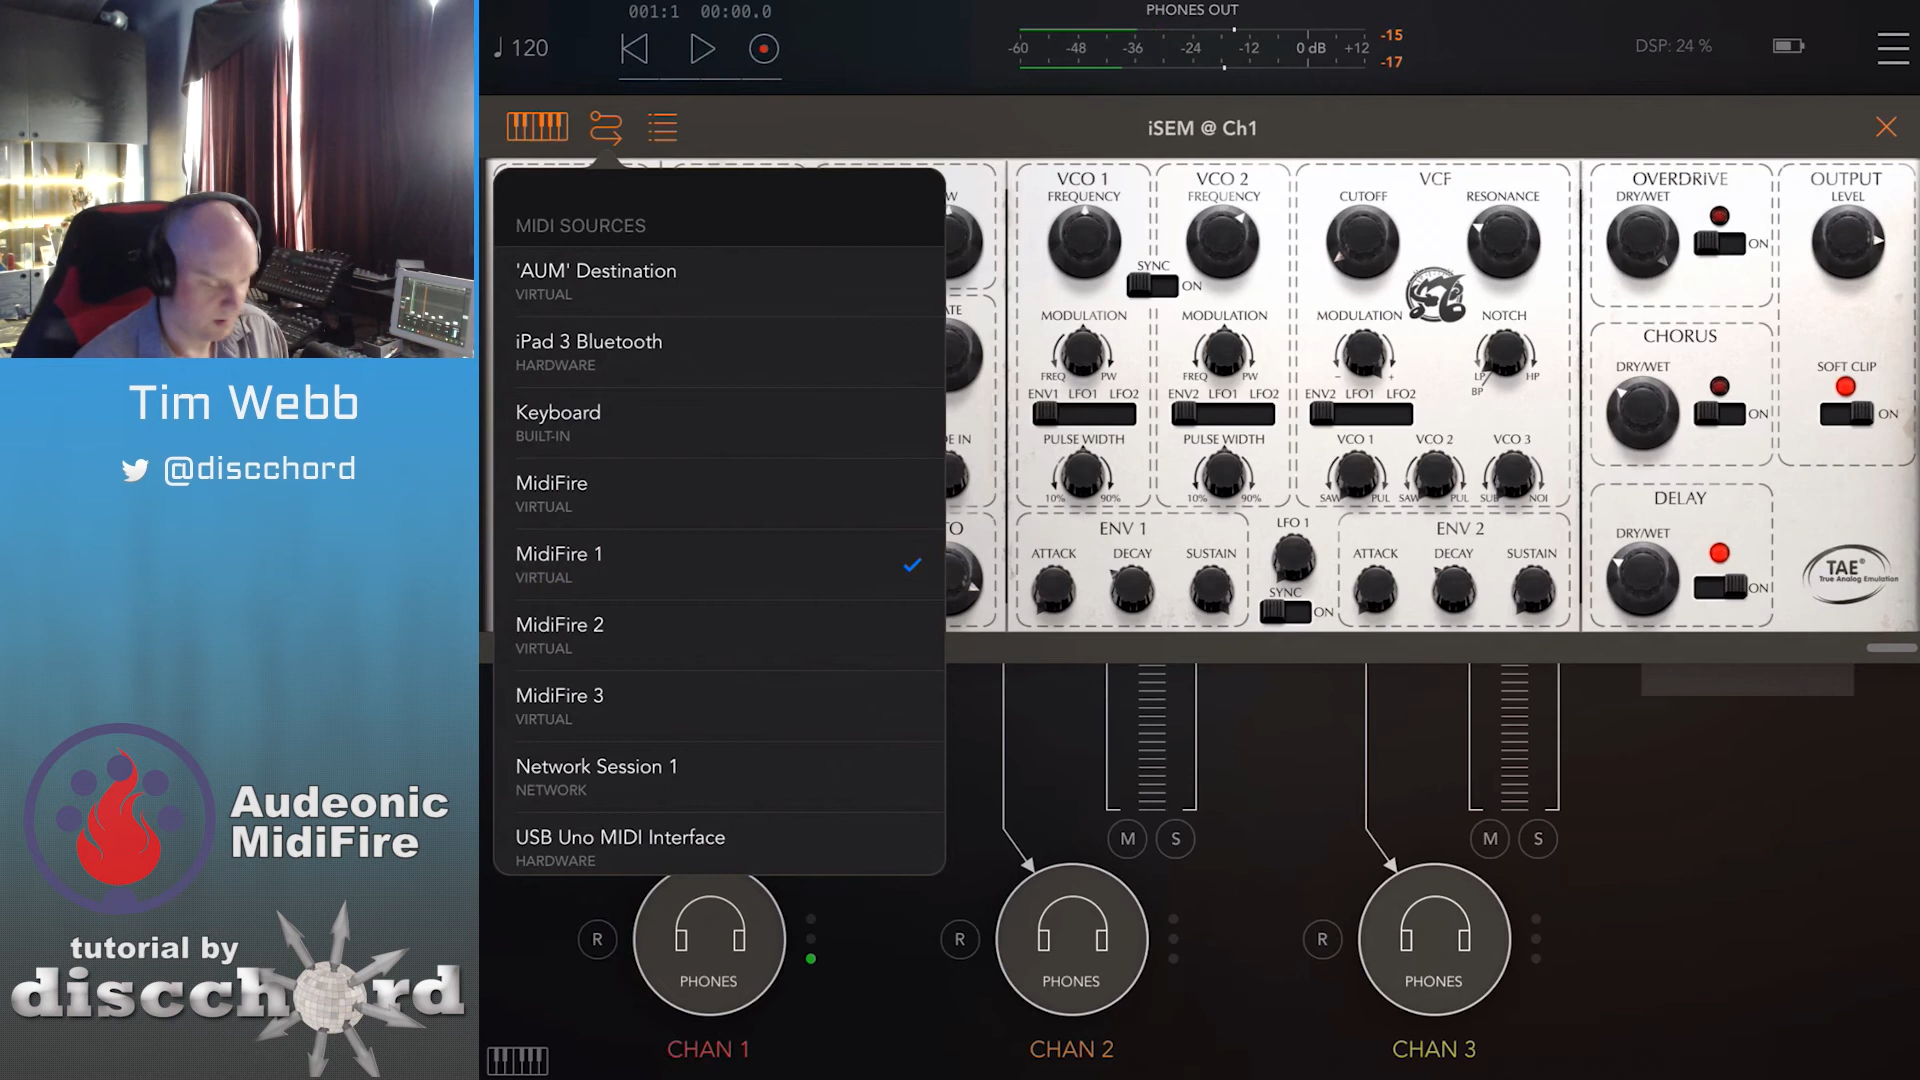 Tim Webb
@discchord
Audeonic
MidiFire
tutorial by
discchord
120
001:1 00:00.0
PHONES OUT
-60 -48 -36 -24 -12 0 dB +12
-15
-17
DSP: 24 %
iSEM @ Ch1
MIDI SOURCES
'AUM' Destination
VIRTUAL
iPad 3 Bluetooth
HARDWARE
Keyboard
BUILT-IN
MidiFire
VIRTUAL
MidiFire 1
VIRTUAL
MidiFire 2
VIRTUAL
MidiFire 3
VIRTUAL
Network Session 1
NETWORK
USB Uno MIDI Interface
HARDWARE
VCO 1
FREQUENCY
VCO 2
FREQUENCY
SYNC
ON
MODULATION
FREQ PW
ENV1 LFO1 LFO2
PULSE WIDTH
10% 90%
MODULATION
FREQ PW
ENV2 LFO1 LFO2
PULSE WIDTH
10% 90%
VCF
CUTOFF
RESONANCE
MODULATION
- +
NOTCH
LP HP
BP
ENV2 LFO1 LFO2
VCO 1 VCO 2 VCO 3
SAW PUL SAW PUL SUB NOI
ENV 1
ATTACK DECAY SUSTAIN
LFO 1
SYNC
ON
ENV 2
ATTACK DECAY SUSTAIN
OVERDRIVE
DRY/WET
ON
CHORUS
DRY/WET
ON
DELAY
DRY/WET
ON
OUTPUT
LEVEL
SOFT CLIP
ON
TAE®
True Analog Emulation
M S
M S
R
PHONES
R
PHONES
R
PHONES
CHAN 1
CHAN 2
CHAN 3